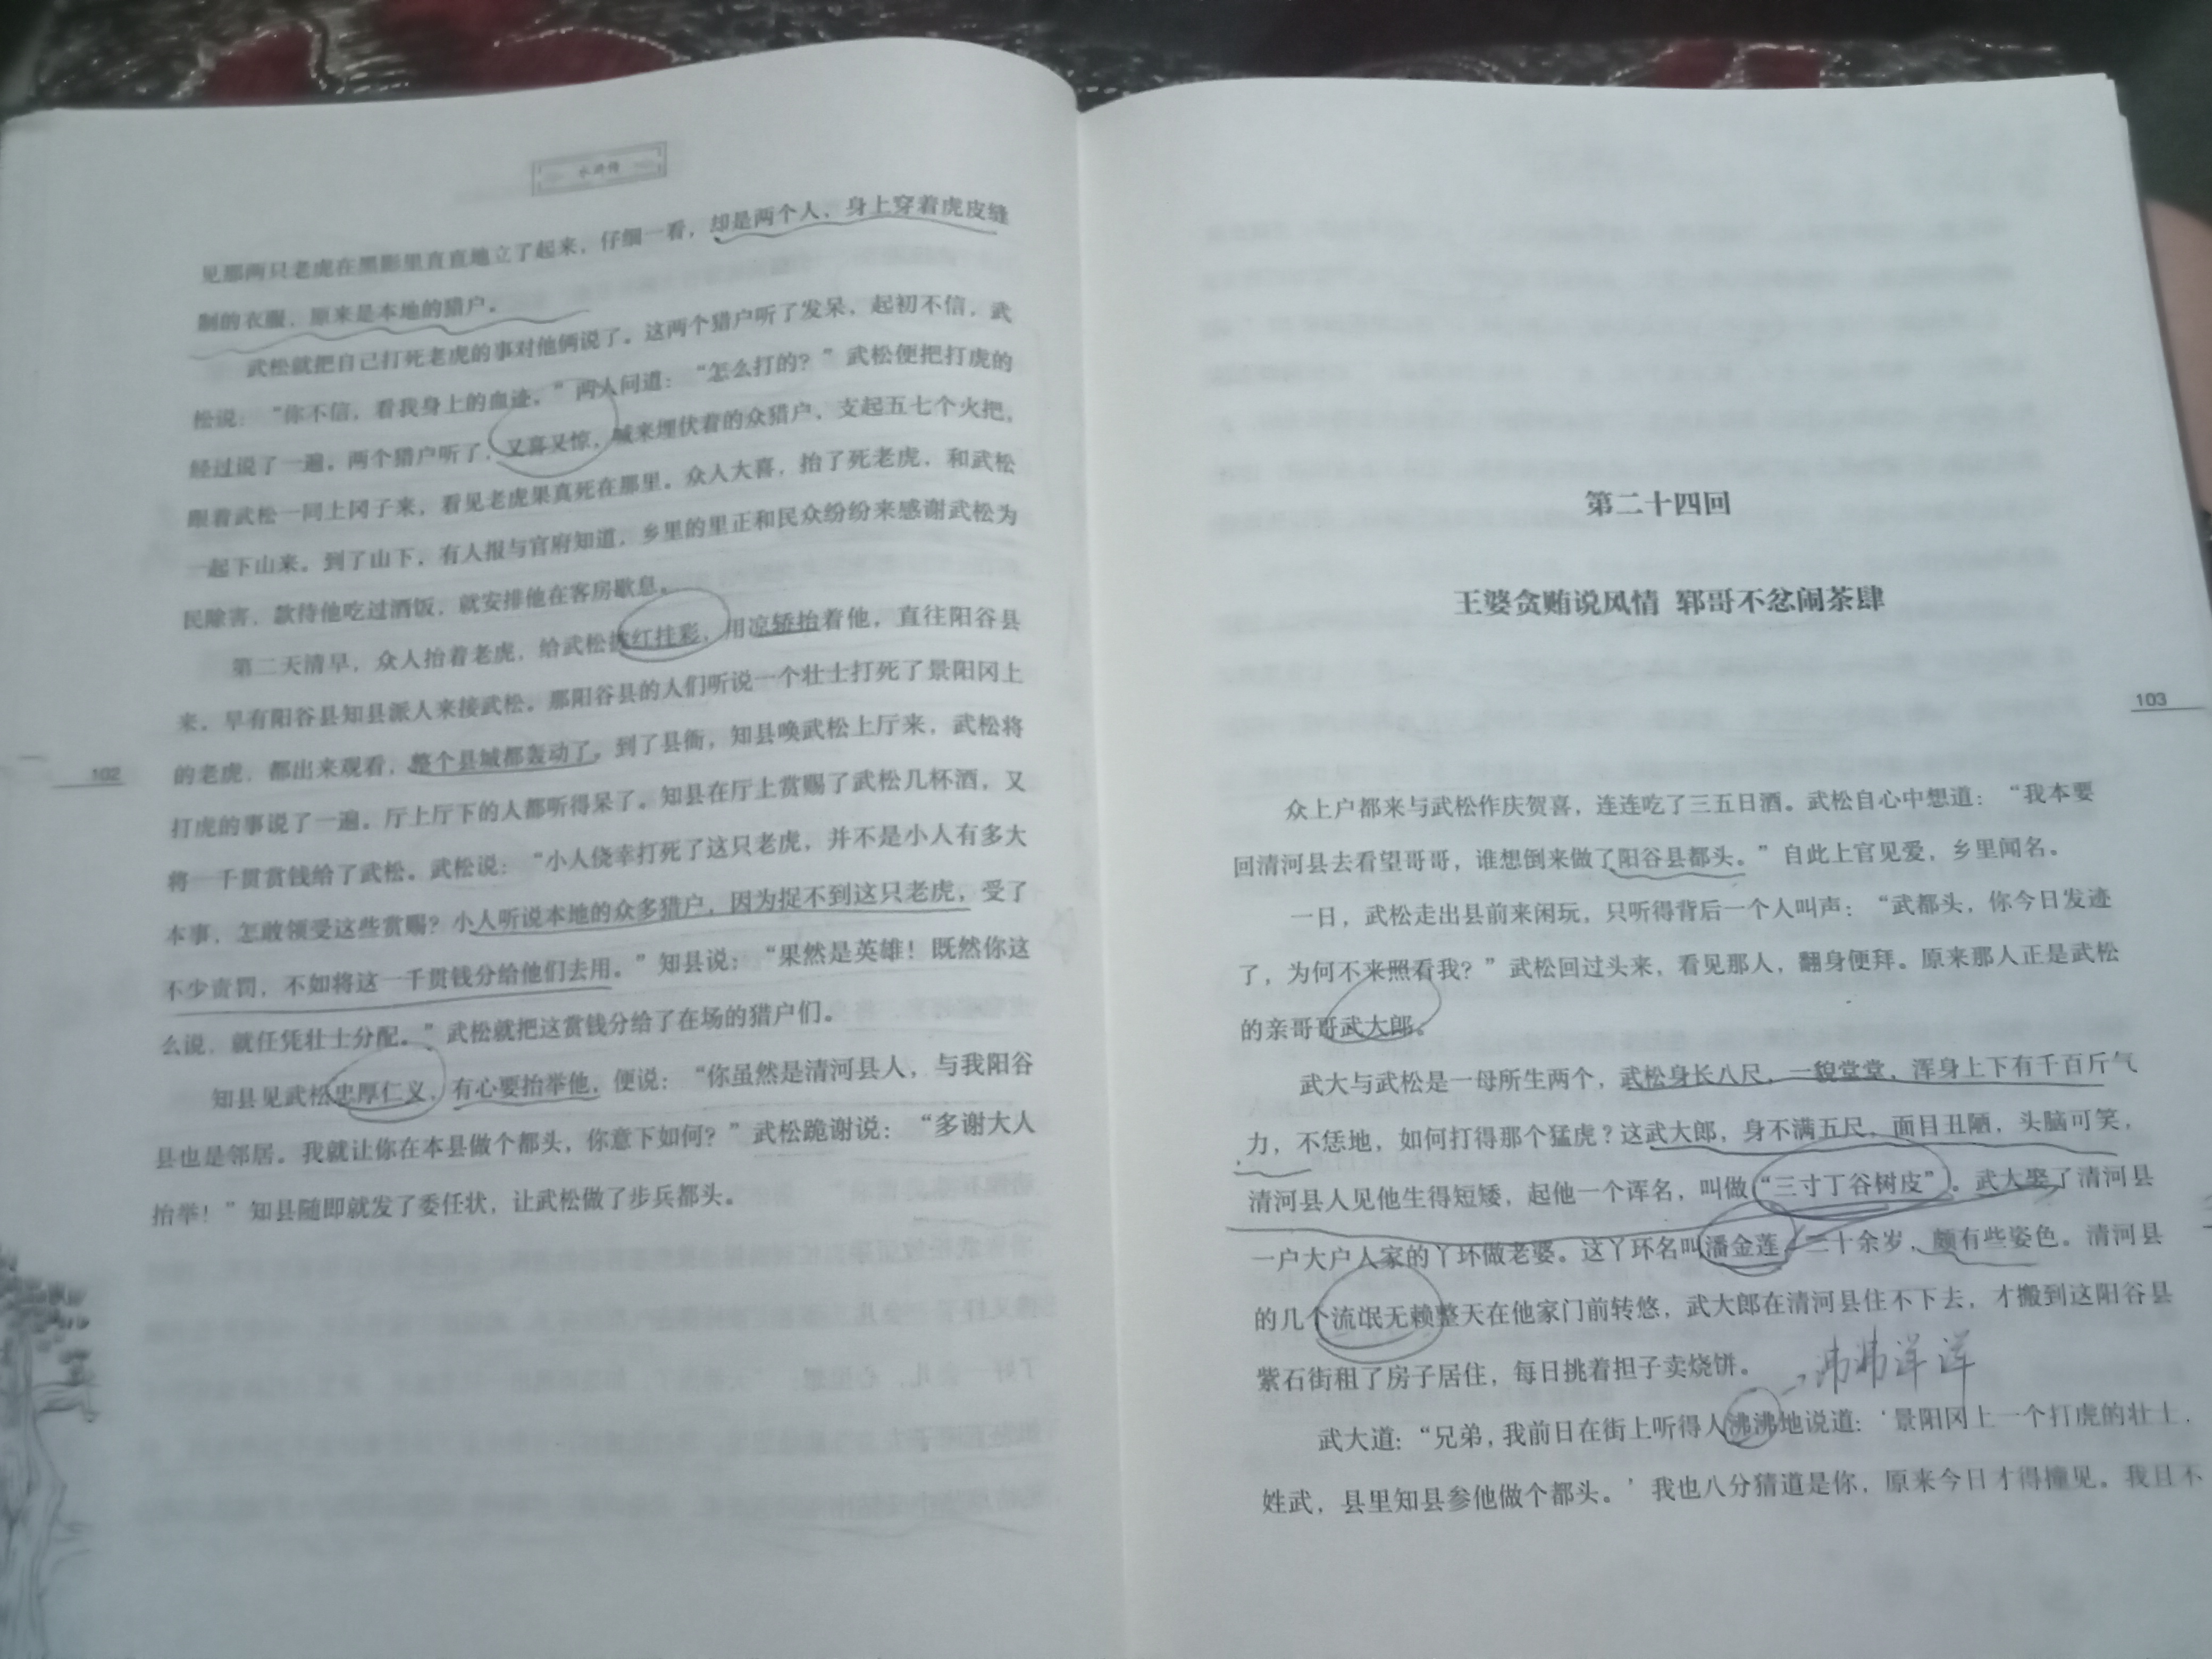 水浒传
见那两只老虎在黑影里直直地立了起来，仔细一看，却是两个人，身上穿着虎皮缝
制的衣服，原来是本地的猎户。
武松就把自己打死老虎的事对他俩说了。这两个猎户听了发呆，起初不信，武
松说：“你不信，看我身上的血迹。”两人问道：“怎么打的？”武松便把打虎的
经过说了一遍。两个猎户听了，又喜又惊，喊来埋伏着的众猎户，支起五七个火把，
跟着武松一同上冈子来，看见老虎果真死在那里。众人大喜，抬了死老虎，和武松
一起下山来。到了山下，有人报与官府知道，乡里的里正和民众纷纷来感谢武松为
民除害，款待他吃过酒饭，就安排他在客房歇息。
第二天清早，众人抬着老虎，给武松披红挂彩，用凉轿抬着他，直往阳谷县
来。早有阳谷县知县派人来接武松。那阳谷县的人们听说一个壮士打死了景阳冈上
的老虎，都出来观看，整个县城都轰动了。到了县衙，知县唤武松上厅来，武松将
打虎的事说了一遍。厅上厅下的人都听得呆了。知县在厅上赏赐了武松几杯酒，又
将一千贯赏钱给了武松。武松说：“小人侥幸打死了这只老虎，并不是小人有多大
本事，怎敢领受这些赏赐？小人听说本地的众多猎户，因为捉不到这只老虎，受了
不少责罚，不如将这一千贯钱分给他们去用。”知县说：“果然是英雄！既然你这
么说，就任凭壮士分配。”武松就把这赏钱分给了在场的猎户们。
知县见武松忠厚仁义，有心要抬举他，便说：“你虽然是清河县人，与我阳谷
县也是邻居。我就让你在本县做个都头，你意下如何？”武松跪谢说：“多谢大人
抬举！”知县随即就发了委任状，让武松做了步兵都头。
102
第二十四回
王婆贪贿说风情 郓哥不忿闹茶肆
103
众上户都来与武松作庆贺喜，连连吃了三五日酒。武松自心中想道：“我本要
回清河县去看望哥哥，谁想倒来做了阳谷县都头。”自此上官见爱，乡里闻名。
一日，武松走出县前来闲玩，只听得背后一个人叫声：“武都头，你今日发迹
了，为何不来照看我？”武松回过头来，看见那人，翻身便拜。原来那人正是武松
的亲哥哥武大郎。
武大与武松是一母所生两个，武松身长八尺，一貌堂堂，浑身上下有千百斤气
力，不恁地，如何打得那个猛虎？这武大郎，身不满五尺，面目丑陋，头脑可笑，
清河县人见他生得短矮，起他一个诨名，叫做“三寸丁谷树皮”。武大娶了清河县
一户大户人家的丫环做老婆。这丫环名叫潘金莲，二十余岁，颇有些姿色。清河县
的几个流氓无赖整天在他家门前转悠，武大郎在清河县住不下去，才搬到这阳谷县
紫石街租了房子居住，每日挑着担子卖烧饼。
沸沸洋洋
武大道：“兄弟，我前日在街上听得人沸沸地说道：‘景阳冈上一个打虎的壮士，
姓武，县里知县参他做个都头。’我也八分猜道是你，原来今日才得撞见。我且不